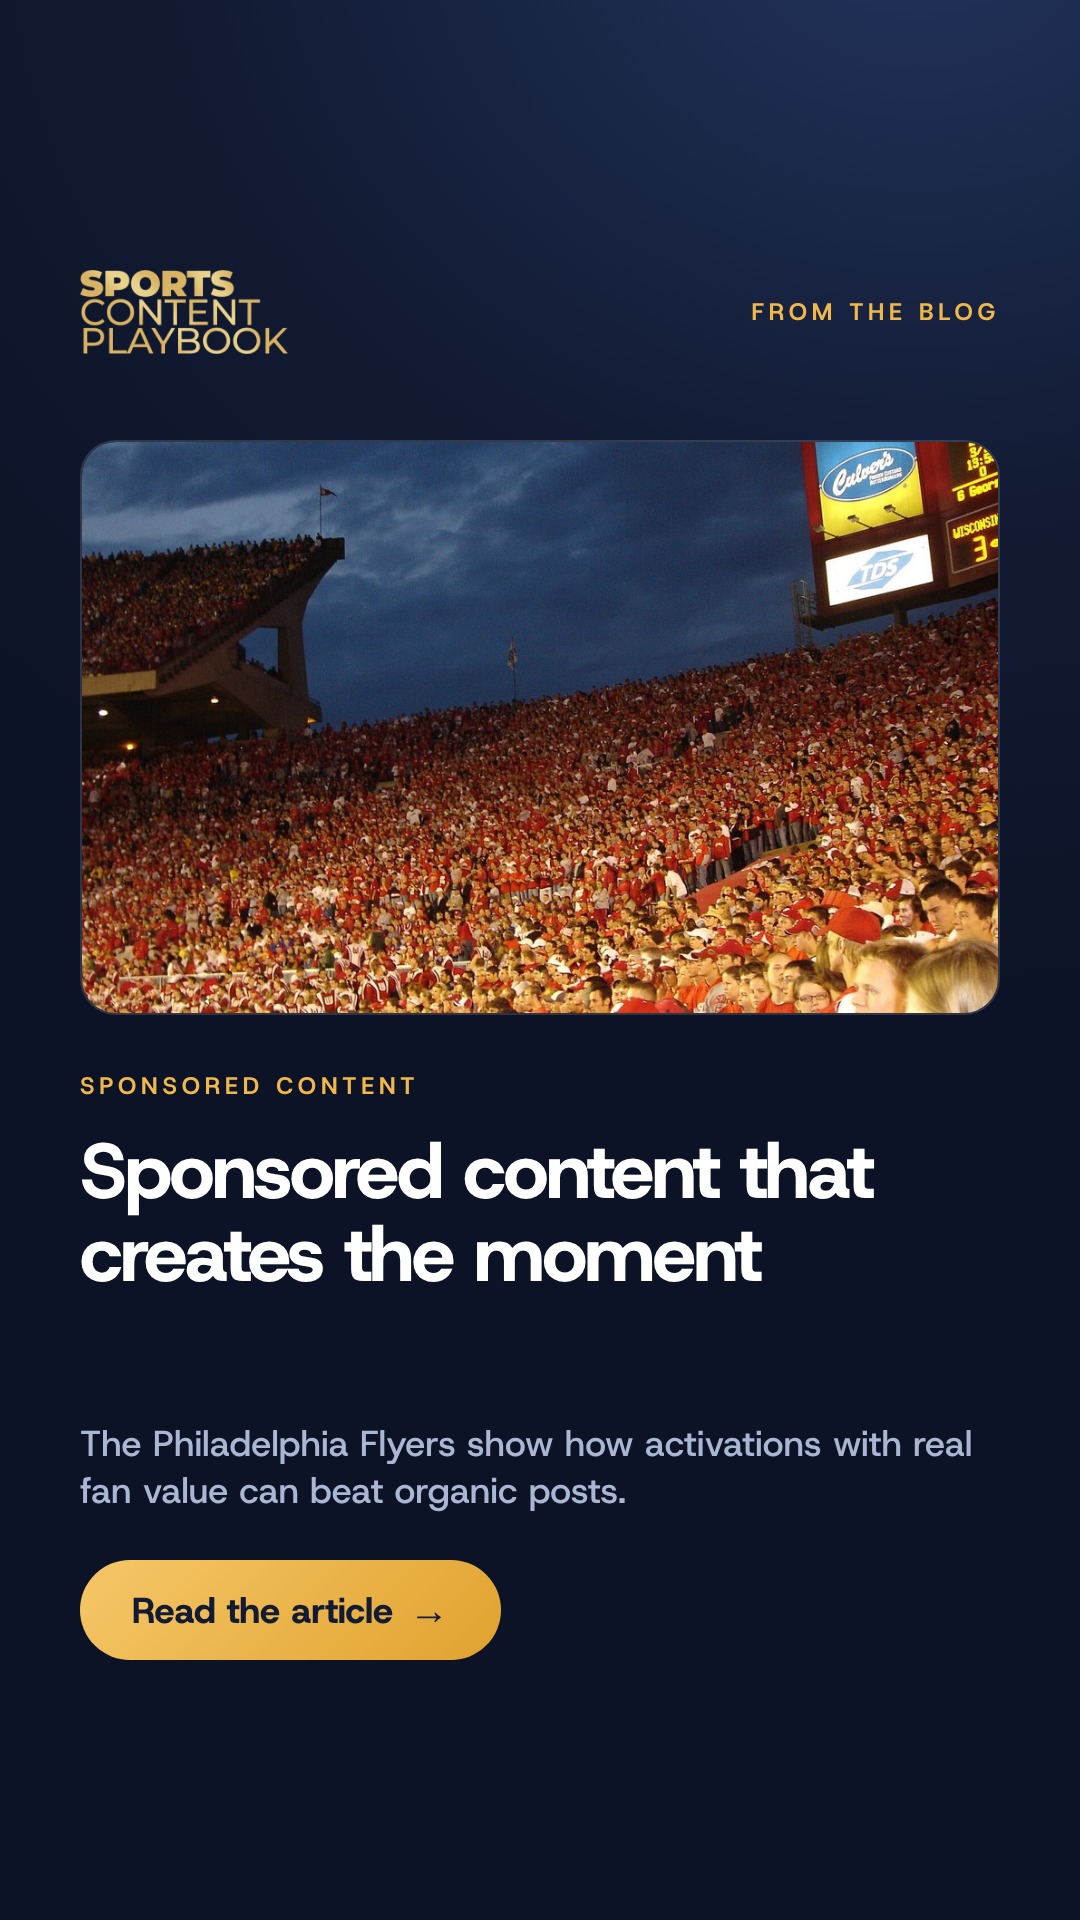 SPORTS
CONTENT
PLAYBOOK
FROM THE BLOG
Culver's
TDS
WISCONSIN
3
SPONSORED CONTENT
Sponsored content that
creates the moment
The Philadelphia Flyers show how activations with real
fan value can beat organic posts.
Read the article →